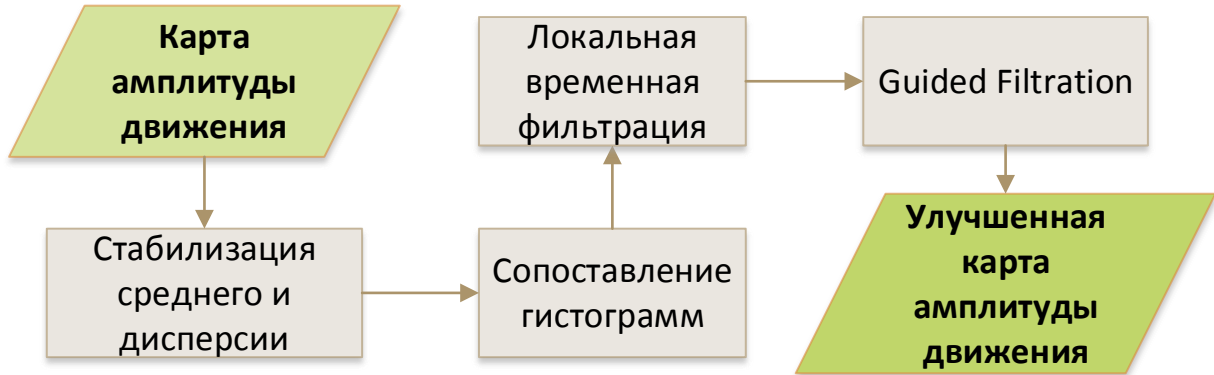 Карта
амплитуды
движения
Стабилизация
среднего и
дисперсии
Сопоставление
гистограмм
Локальная
временная
фильтрация
Guided Filtration
Улучшенная
карта
амплитуды
движения